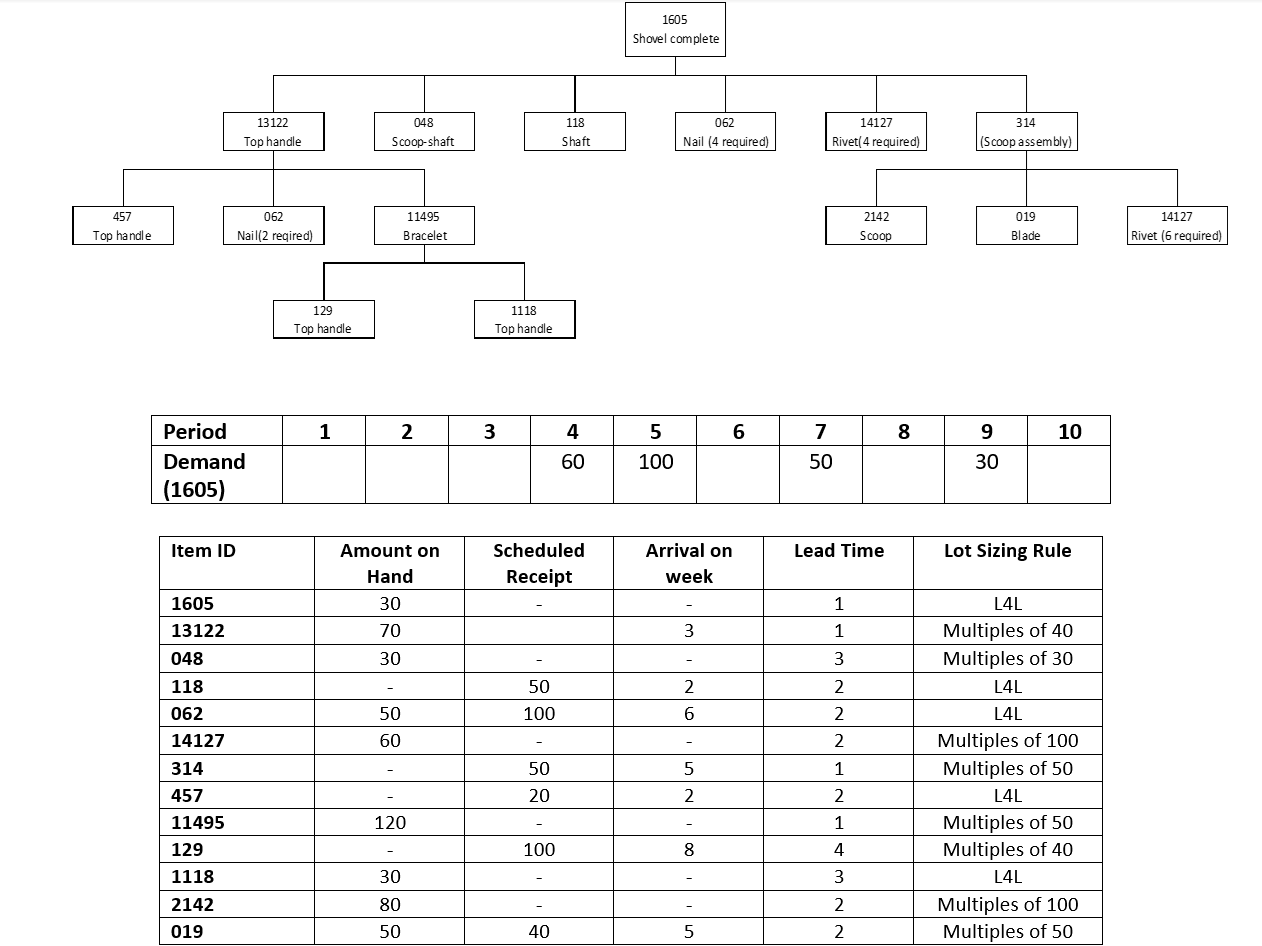 1605
Shovel complete
13122
Top handle
048
Scoop-shaft
118
Shaft
062
Nail (4 required)
14127
Rivet(4 required)
314
(Scoop assembly)
457
Top handle
062
Nail(2 reqired)
11495
Bracelet
2142
Scoop
019
Blade
14127
Rivet (6 required)
129
Top handle
1118
Top handle
Period 1 2 3 4 5 6 7 8 9 10
Demand (1605) 60 100 50 30
Item ID Amount on Hand Scheduled Receipt Arrival on week Lead Time Lot Sizing Rule
1605 30 - - 1 L4L
13122 70 3 1 Multiples of 40
048 30 - - 3 Multiples of 30
118 - 50 2 2 L4L
062 50 100 6 2 L4L
14127 60 - - 2 Multiples of 100
314 - 50 5 1 Multiples of 50
457 - 20 2 2 L4L
11495 120 - - 1 Multiples of 50
129 - 100 8 4 Multiples of 40
1118 30 - - 3 L4L
2142 80 - - 2 Multiples of 100
019 50 40 5 2 Multiples of 50